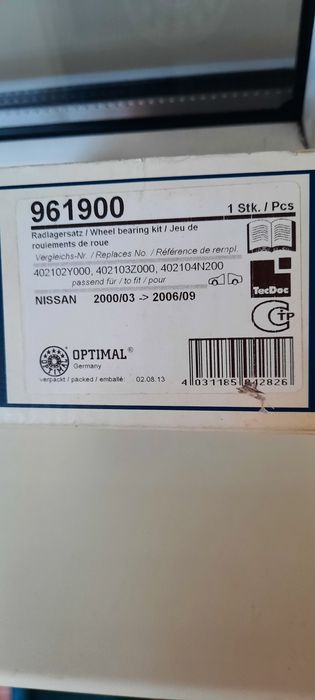 961900
1 Stk. / Pcs
Radlagersatz / Wheel bearing kit / Jeu de
roulements de roue
Vergleichs-Nr. / Replaces No. / Référence de rempl.
402102Y000, 402103Z000, 402104N200
passend für / to fit / pour
TecDoc
NISSAN 2000/03 -> 2006/09
CTP
OPTIMAL®
Germany
verpackt / packed / emballé: 02.08.13
4 031185 842826